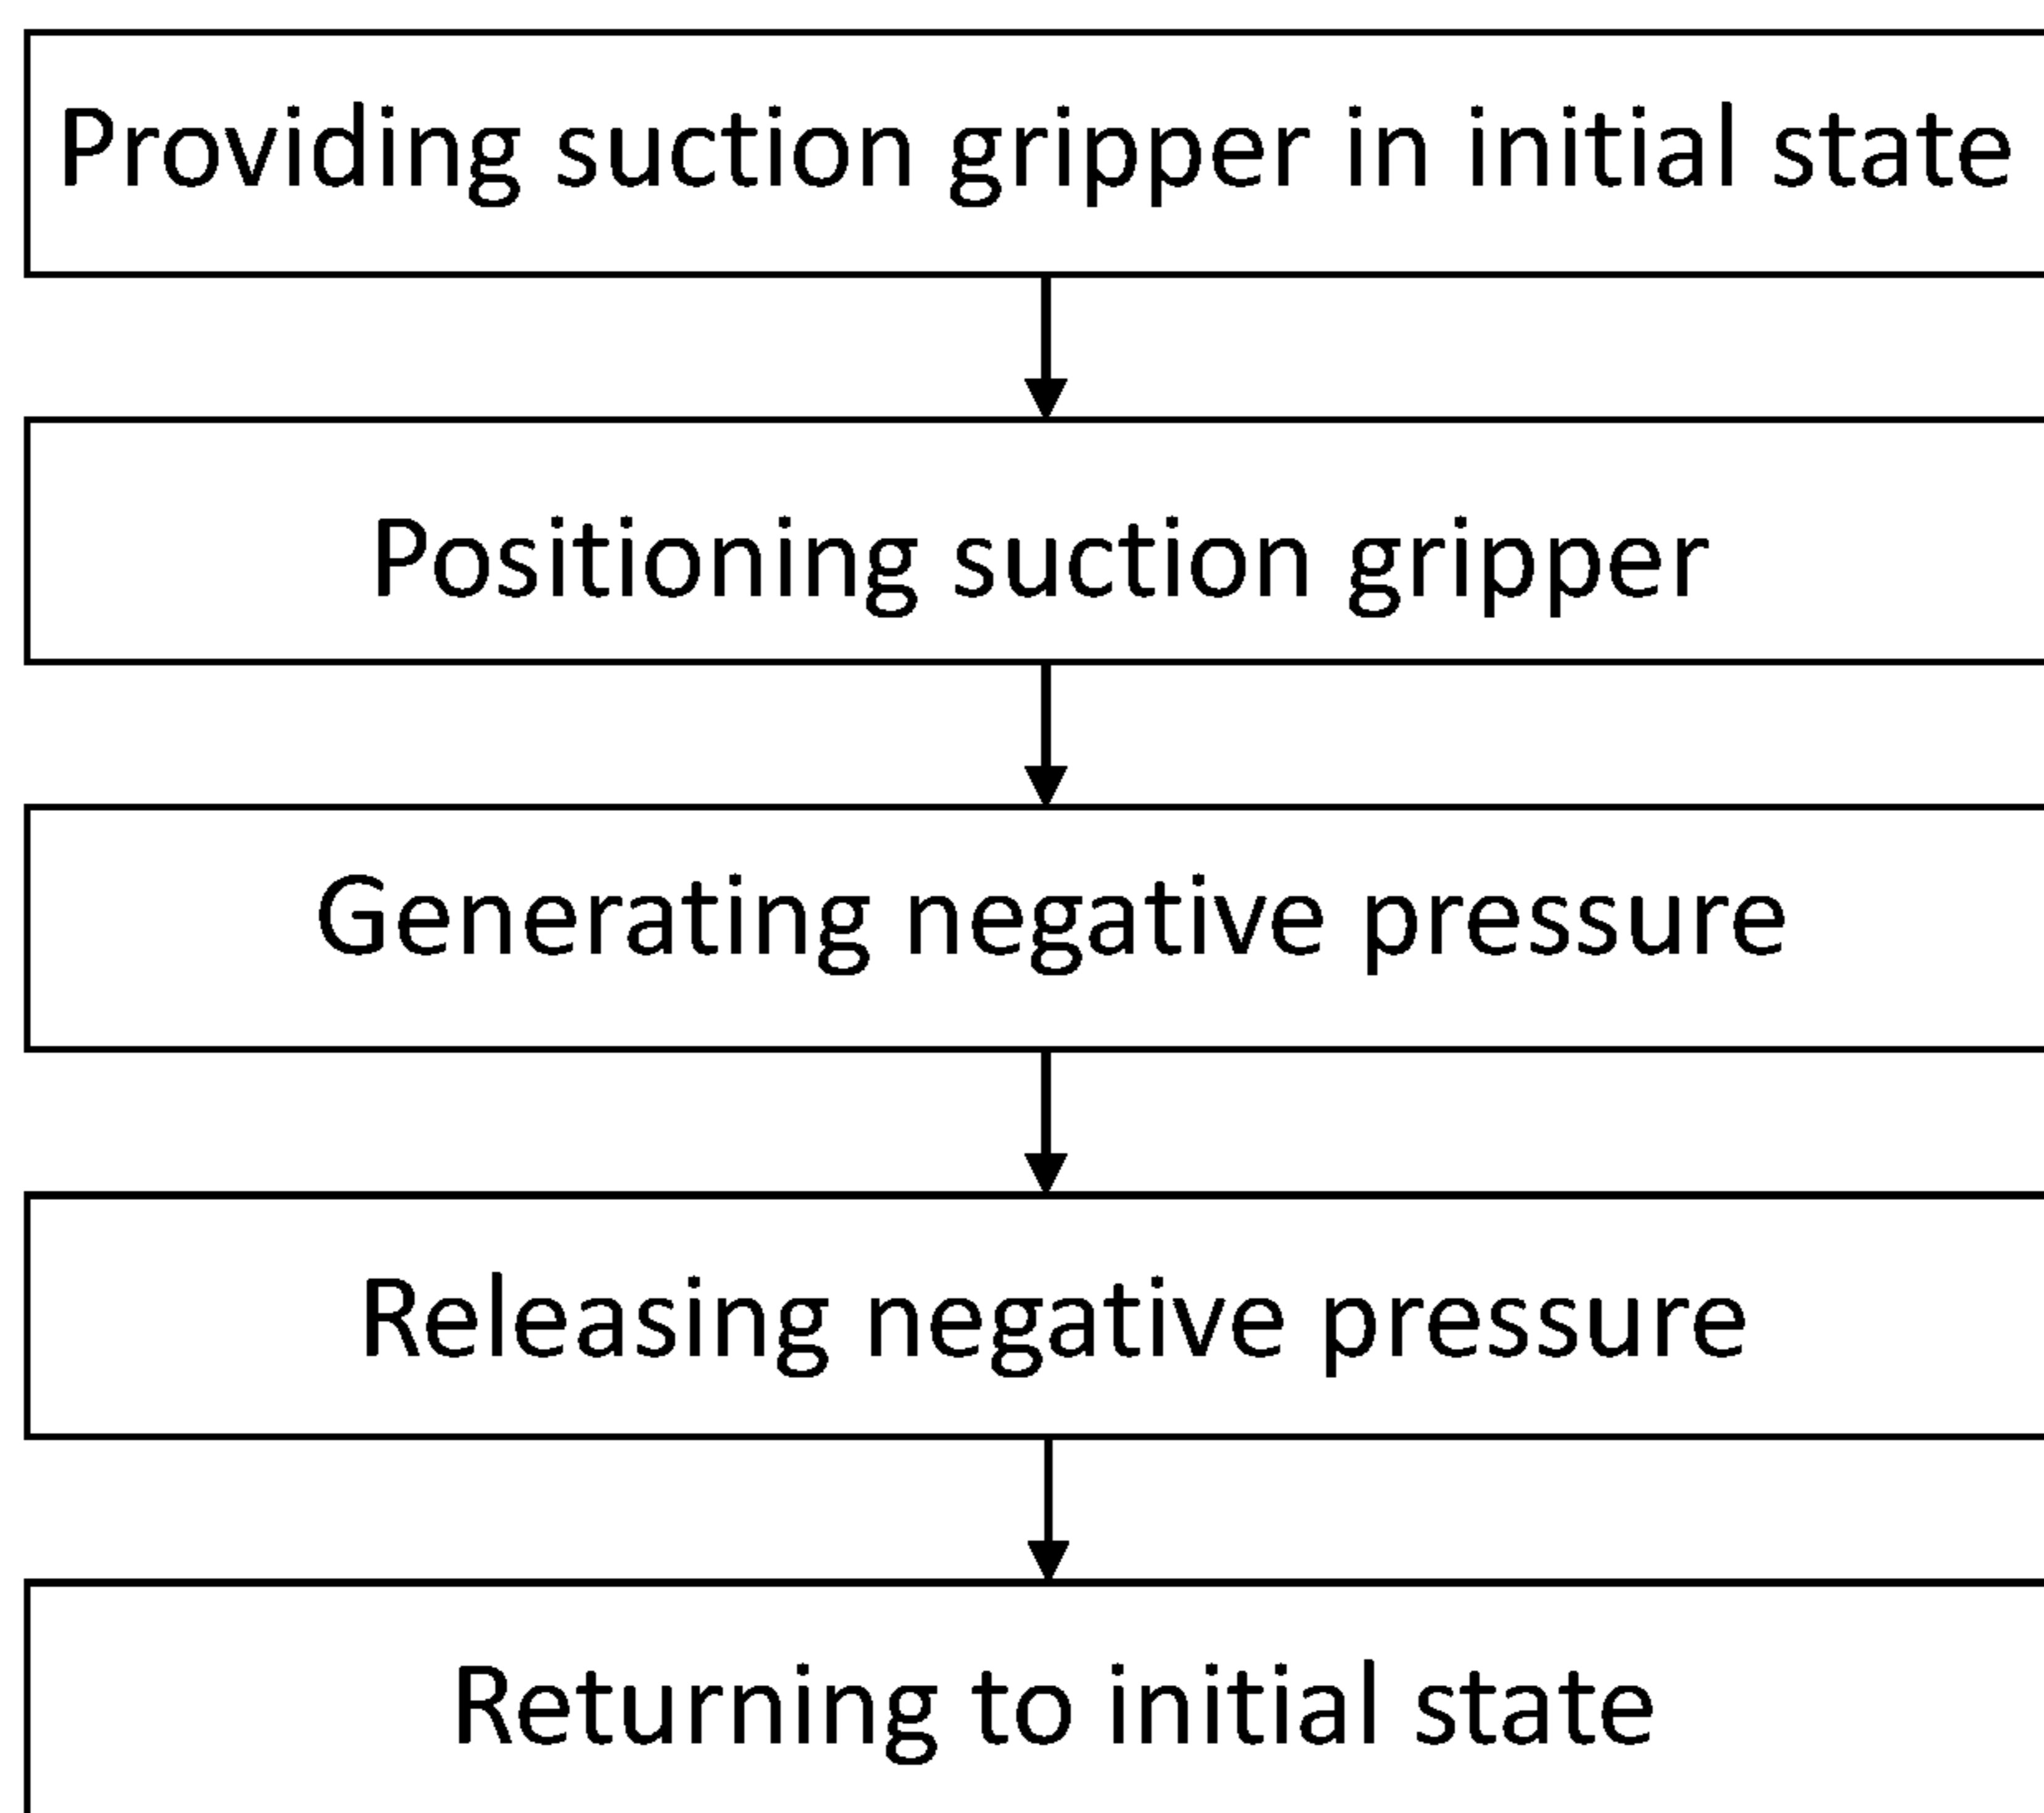 Providing suction gripper in initial state
Positioning suction gripper
Generating negative pressure
Releasing negative pressure
Returning to initial state